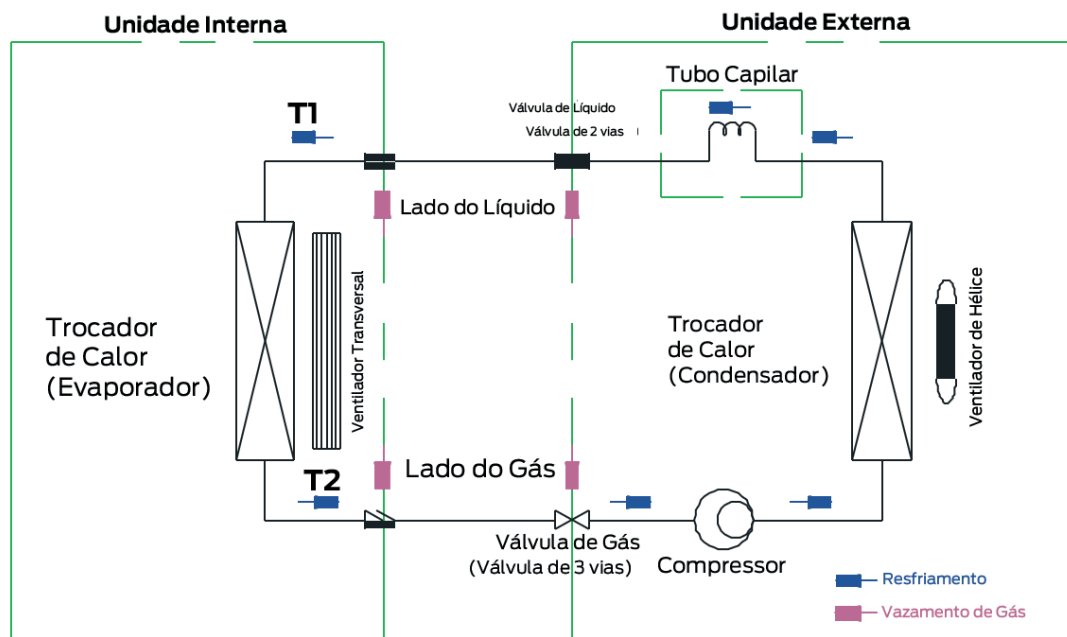 Unidade Interna
Unidade Externa
Tubo Capilar
T1
Válvula de Líquido
Válvula de 2 vias
Lado do Líquido
Trocador
de Calor
(Evaporador)
Ventilador Transversal
Trocador
de Calor
(Condensador)
Ventilador de Hélice
T2
Lado do Gás
Válvula de Gás
(Válvula de 3 vias)
Compressor
Resfriamento
Vazamento de Gás